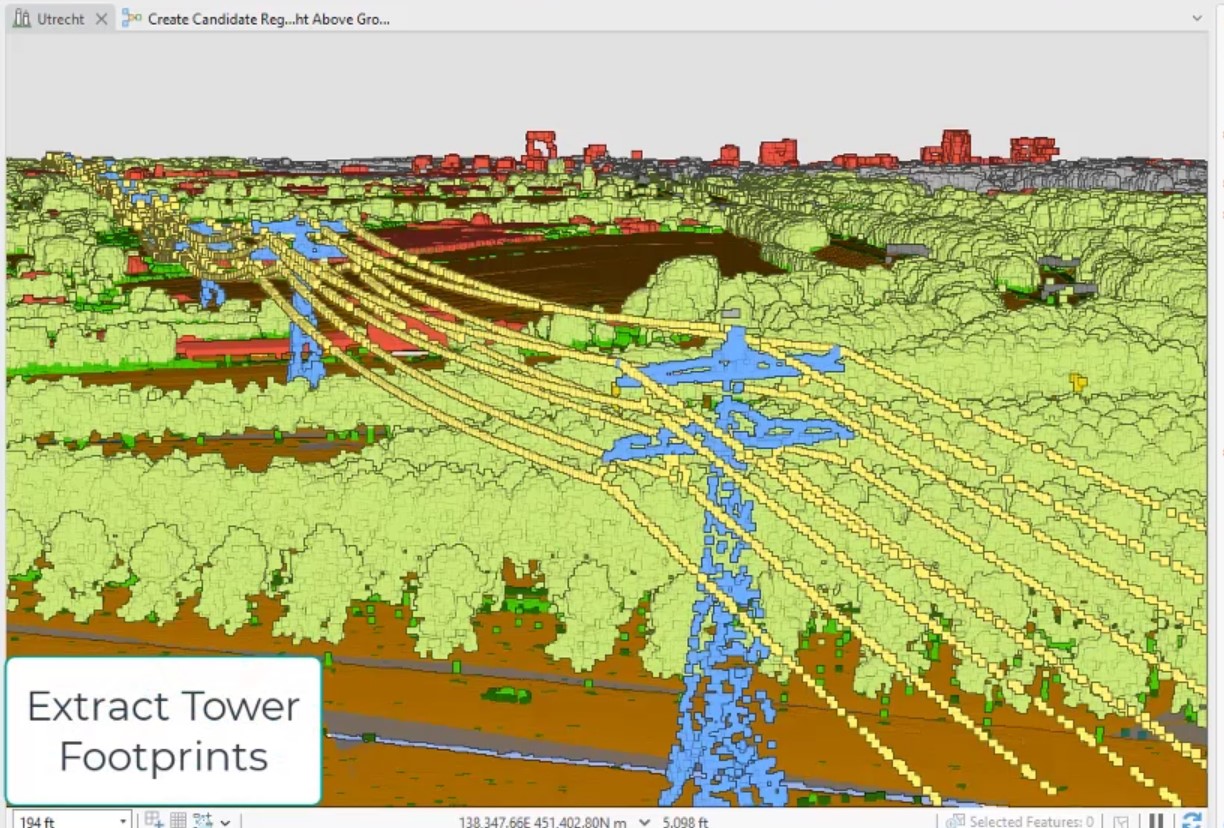 Utrecht
Create Candidate Reg...ht Above Gro...
Extract Tower
Footprints
194 ft
138,347.66E 451,402.80N m
5,098 ft
Selected Features: 0